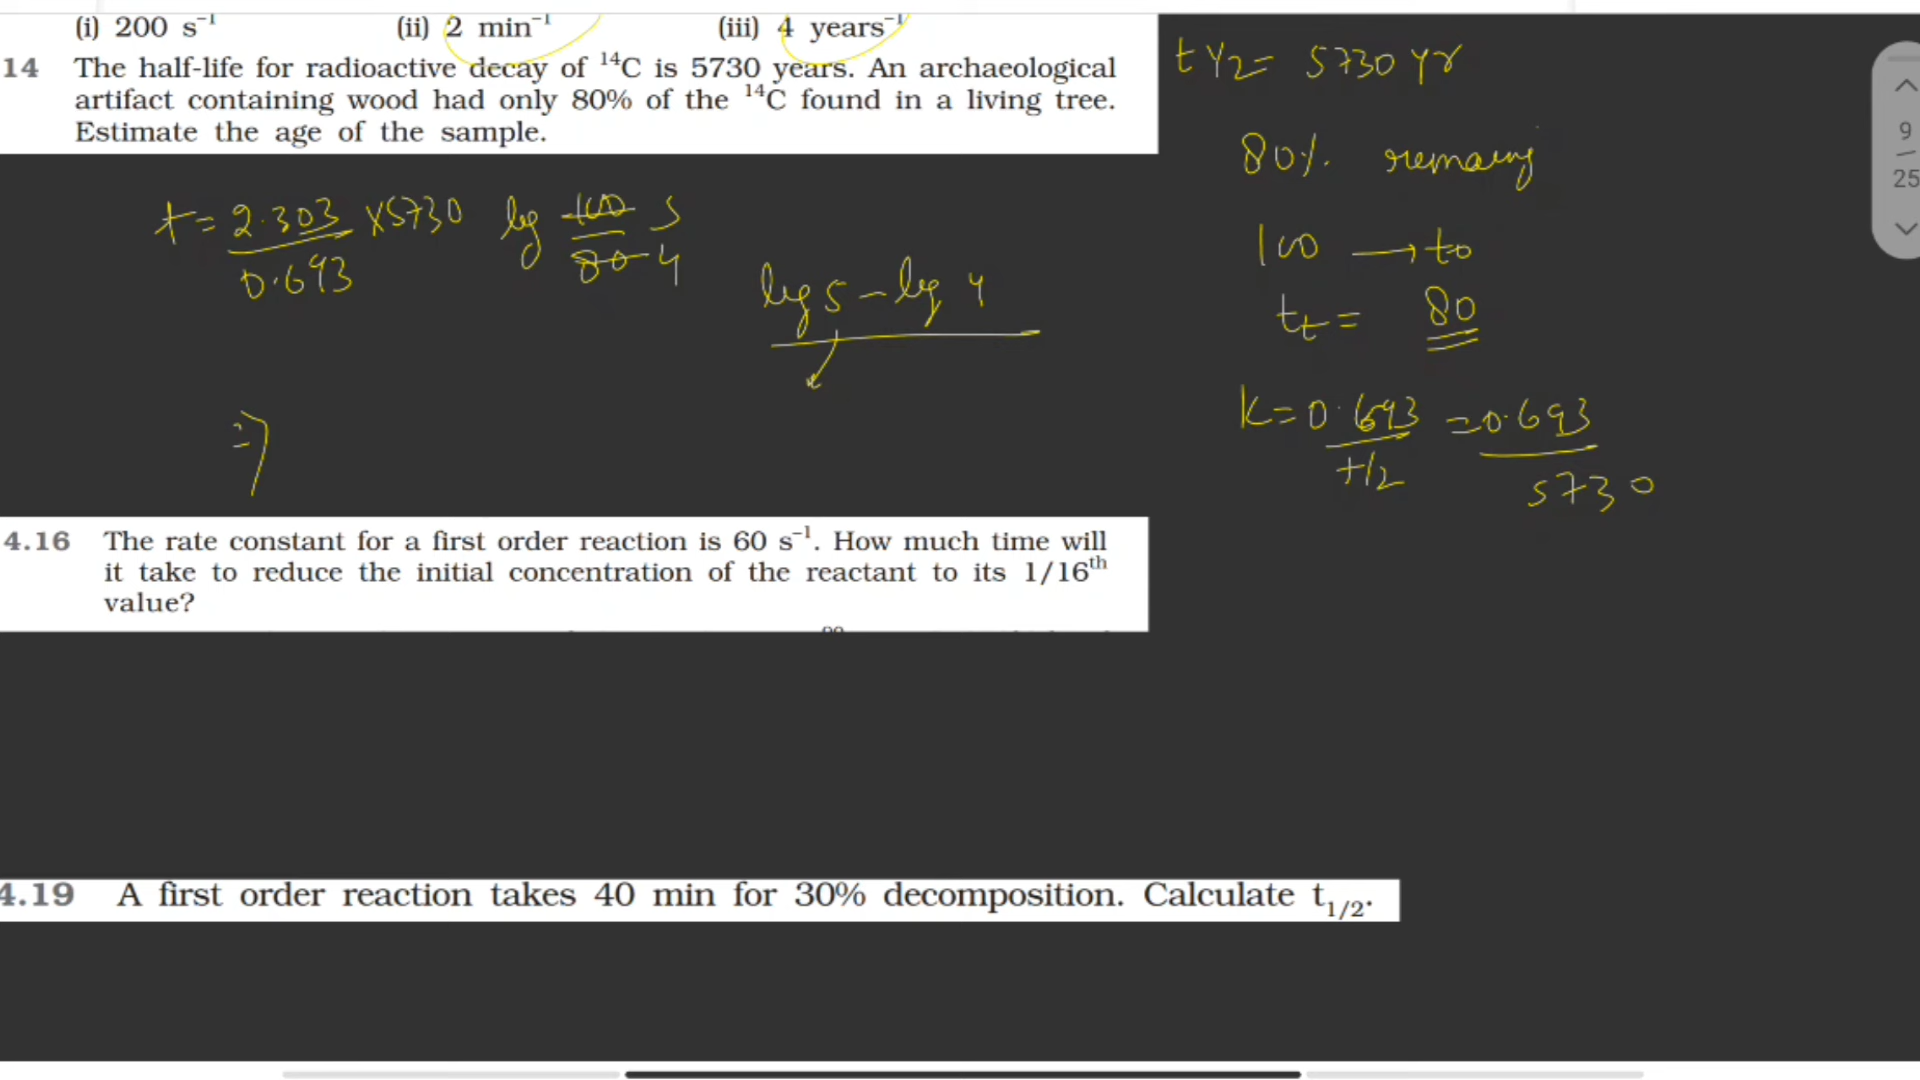 (i) 200 s⁻¹ (ii) 2 min⁻¹ (iii) 4 years⁻¹
14 The half-life for radioactive decay of ¹⁴C is 5730 years. An archaeological
artifact containing wood had only 80% of the ¹⁴C found in a living tree.
Estimate the age of the sample.
t = 2.303/0.693 × 5730 log 100/80 5/4
log 5 - log 4
⇒
t 1/2 = 5730 yr
80%
100 → t0
tt = 80
K = 0.693/t1/2 = 0.693/5730
9
25
4.16 The rate constant for a first order reaction is 60 s⁻¹. How much time will
it take to reduce the initial concentration of the reactant to its 1/16ᵗʰ
value?
4.19 A first order reaction takes 40 min for 30% decomposition. Calculate t₁/₂.